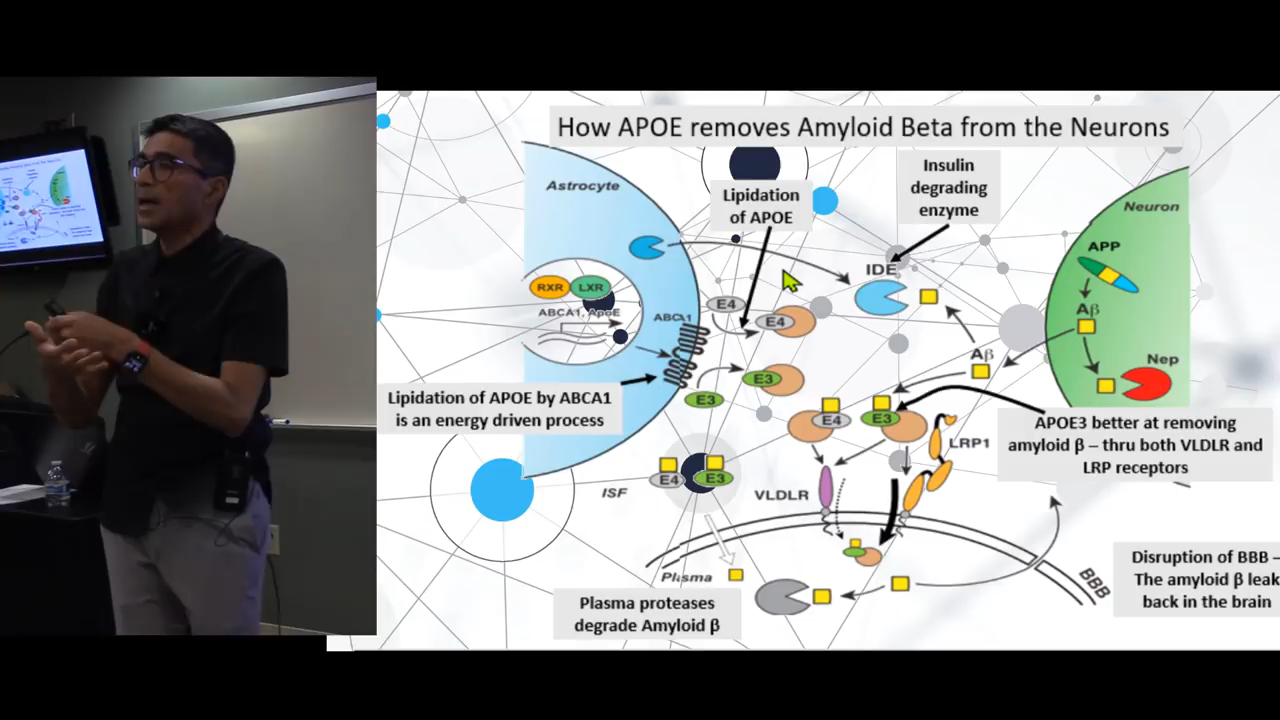 How APOE removes Amyloid Beta from the Neurons
Astrocyte
Lipidation
of APOE
Insulin
degrading
enzyme
Neuron
APP
IDE
RXR
LXR
ABCA1, ApoE
ABCA1
E4
E4
Aβ
Aβ
Nep
E3
E3
Lipidation of APOE by ABCA1
is an energy driven process
E4
E3
APOE3 better at removing
amyloid β – thru both VLDLR and
LRP receptors
LRP1
E4
E3
ISF
VLDLR
Plasma
BBB
Disruption of BBB –
The amyloid β leak
back in the brain
Plasma proteases
degrade Amyloid β